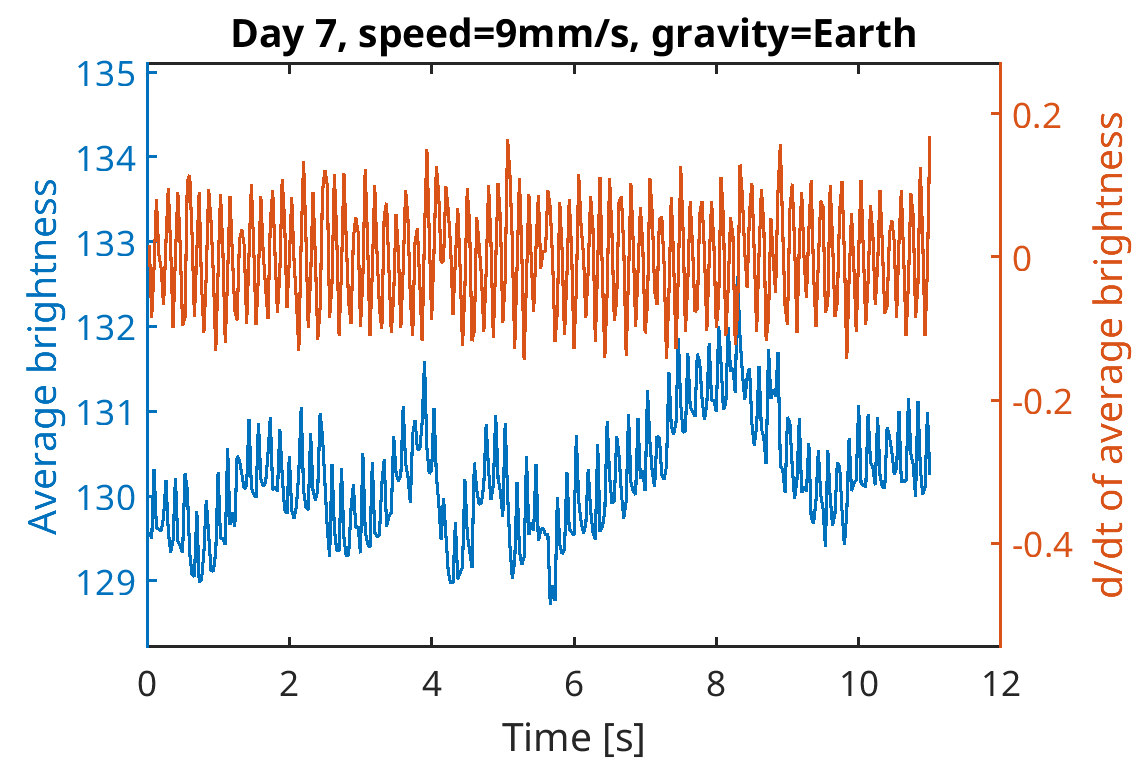 Day 7, speed=9mm/s, gravity=Earth
135
134
133
132
131
130
129
Average brightness
0.2
0
-0.2
-0.4
d/dt of average brightness
0 2 4 6 8 10 12
Time [s]